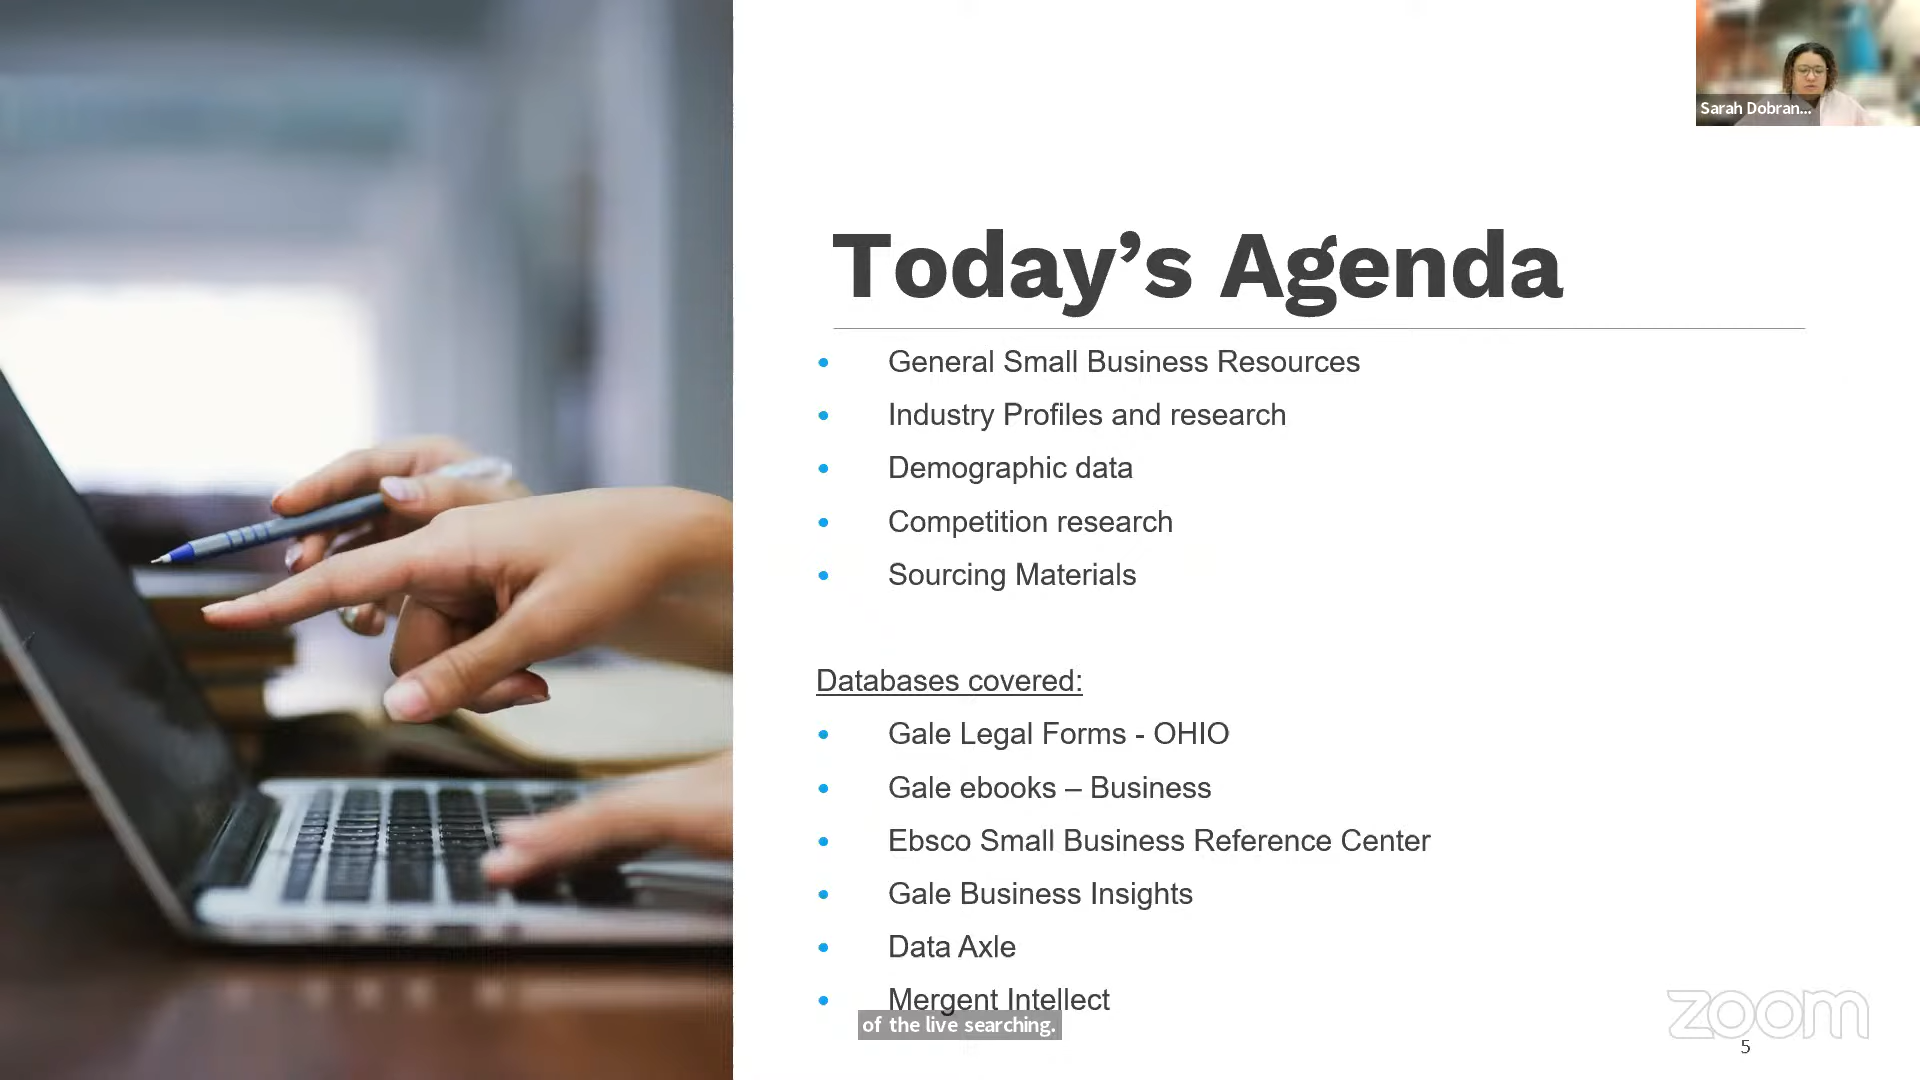 Sarah Dobran...
Today’s Agenda
• General Small Business Resources
• Industry Profiles and research
• Demographic data
• Competition research
• Sourcing Materials
Databases covered:
• Gale Legal Forms - OHIO
• Gale ebooks – Business
• Ebsco Small Business Reference Center
• Gale Business Insights
• Data Axle
• Mergent Intellect
of the live searching.
zoom
5